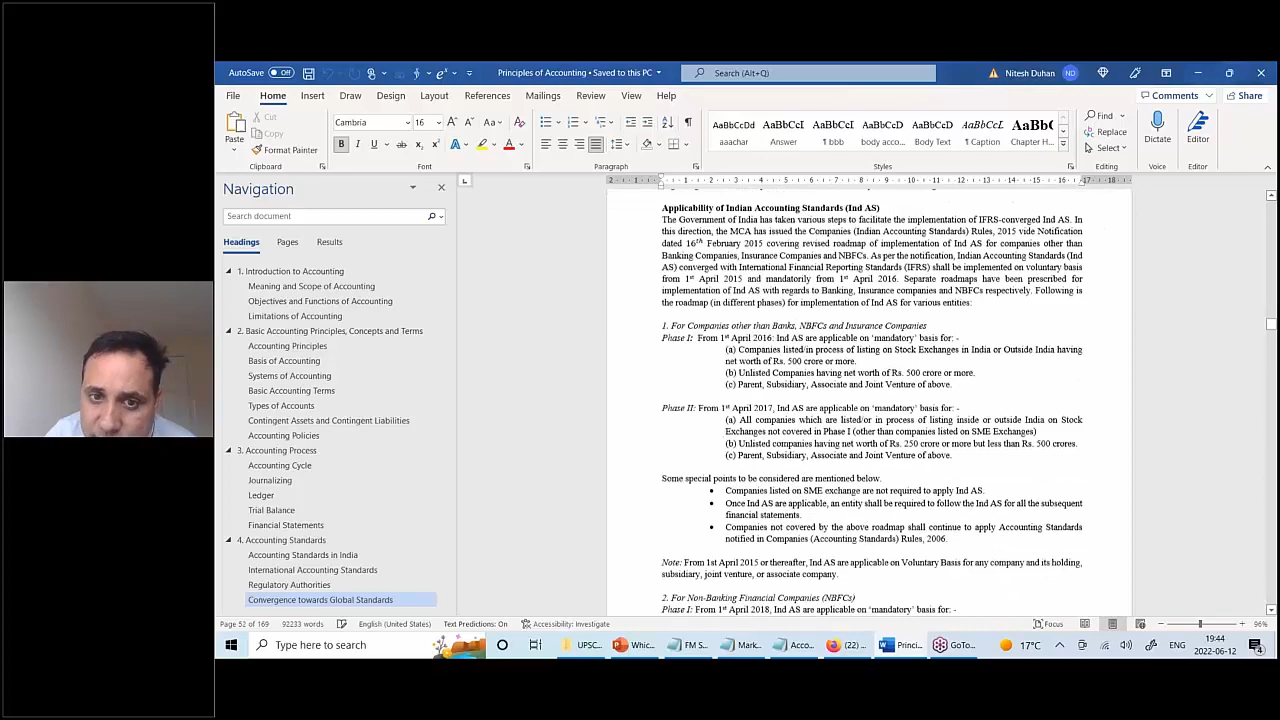 AutoSave Off
Principles of Accounting • Saved to this PC
Search (Alt+Q)
Nitesh Duhan ND
File Home Insert Draw Design Layout References Mailings Review View Help
Comments Share
Paste
Cut
Copy
Format Painter
Clipboard
Cambria 16
Font
Paragraph
AaBbCcDd aaachar
AaBbCcI Answer
AaBbCcI 1 bbb
AaBbCcD body acco...
AaBbCcD Body Text
AaBbCcL 1 Caption
AaBb( Chapter H...
Styles
Find
Replace
Select
Editing
Dictate
Voice
Editor
Editor
Navigation
Search document
Headings Pages Results
1. Introduction to Accounting
Meaning and Scope of Accounting
Objectives and Functions of Accounting
Limitations of Accounting
2. Basic Accounting Principles, Concepts and Terms
Accounting Principles
Basis of Accounting
Systems of Accounting
Basic Accounting Terms
Types of Accounts
Contingent Assets and Contingent Liabilities
Accounting Policies
3. Accounting Process
Accounting Cycle
Journalizing
Ledger
Trial Balance
Financial Statements
4. Accounting Standards
Accounting Standards in India
International Accounting Standards
Regulatory Authorities
Convergence towards Global Standards
Applicability of Indian Accounting Standards (Ind AS)
The Government of India has taken various steps to facilitate the implementation of IFRS-converged Ind AS. In
this direction, the MCA has issued the Companies (Indian Accounting Standards) Rules, 2015 vide Notification
dated 16th February 2015 covering revised roadmap of implementation of Ind AS for companies other than
Banking Companies, Insurance Companies and NBFCs. As per the notification, Indian Accounting Standards (Ind
AS) converged with International Financial Reporting Standards (IFRS) shall be implemented on voluntary basis
from 1st April 2015 and mandatorily from 1st April 2016. Separate roadmaps have been prescribed for
implementation of Ind AS with regards to Banking, Insurance companies and NBFCs respectively. Following is
the roadmap (in different phases) for implementation of Ind AS for various entities:
1. For Companies other than Banks, NBFCs and Insurance Companies
Phase I: From 1st April 2016: Ind AS are applicable on ‘mandatory’ basis for: -
(a) Companies listed/in process of listing on Stock Exchanges in India or Outside India having
net worth of Rs. 500 crore or more.
(b) Unlisted Companies having net worth of Rs. 500 crore or more.
(c) Parent, Subsidiary, Associate and Joint Venture of above.
Phase II: From 1st April 2017, Ind AS are applicable on ‘mandatory’ basis for: -
(a) All companies which are listed/or in process of listing inside or outside India on Stock
Exchanges not covered in Phase I (other than companies listed on SME Exchanges)
(b) Unlisted companies having net worth of Rs. 250 crore or more but less than Rs. 500 crores.
(c) Parent, Subsidiary, Associate and Joint Venture of above.
Some special points to be considered are mentioned below.
• Companies listed on SME exchange are not required to apply Ind AS.
• Once Ind AS are applicable, an entity shall be required to follow the Ind AS for all the subsequent
financial statements.
• Companies not covered by the above roadmap shall continue to apply Accounting Standards
notified in Companies (Accounting Standards) Rules, 2006.
Note: From 1st April 2015 or thereafter, Ind AS are applicable on Voluntary Basis for any company and its holding,
subsidiary, joint venture, or associate company.
2. For Non-Banking Financial Companies (NBFCs)
Phase I: From 1st April 2018, Ind AS are applicable on ‘mandatory’ basis for: -
Page 52 of 169 92233 words English (United States) Text Predictions: On Accessibility: Investigate Focus 96%
Type here to search UPSC... Whic... FM S... Mark... Acco... (22) ... Princi... GoTo... 17°C ENG 19:44
2022-06-12 4